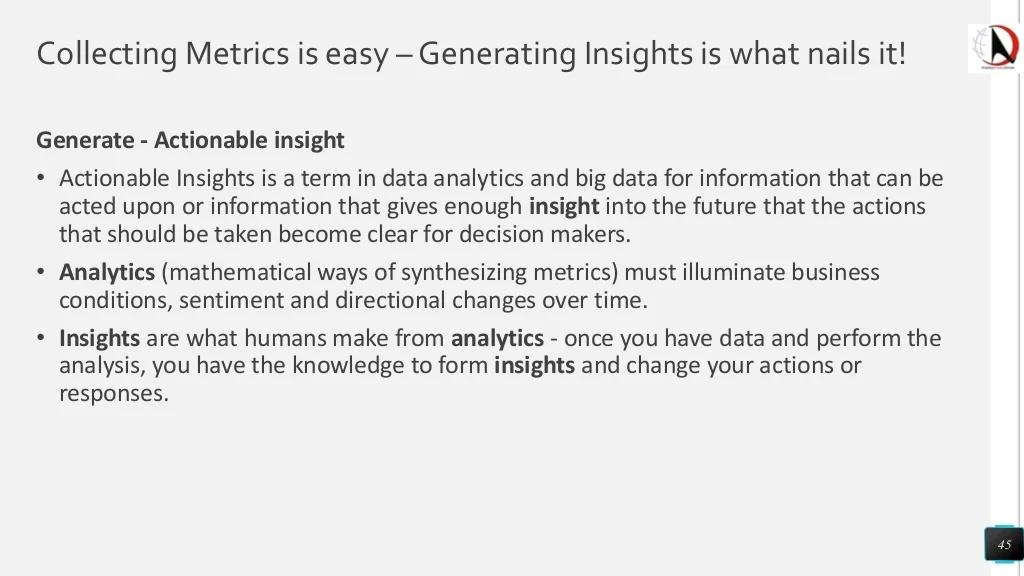 Collecting Metrics is easy – Generating Insights is what nails it!
Generate - Actionable insight
• Actionable Insights is a term in data analytics and big data for information that can be
acted upon or information that gives enough insight into the future that the actions
that should be taken become clear for decision makers.
• Analytics (mathematical ways of synthesizing metrics) must illuminate business
conditions, sentiment and directional changes over time.
• Insights are what humans make from analytics - once you have data and perform the
analysis, you have the knowledge to form insights and change your actions or
responses.
45